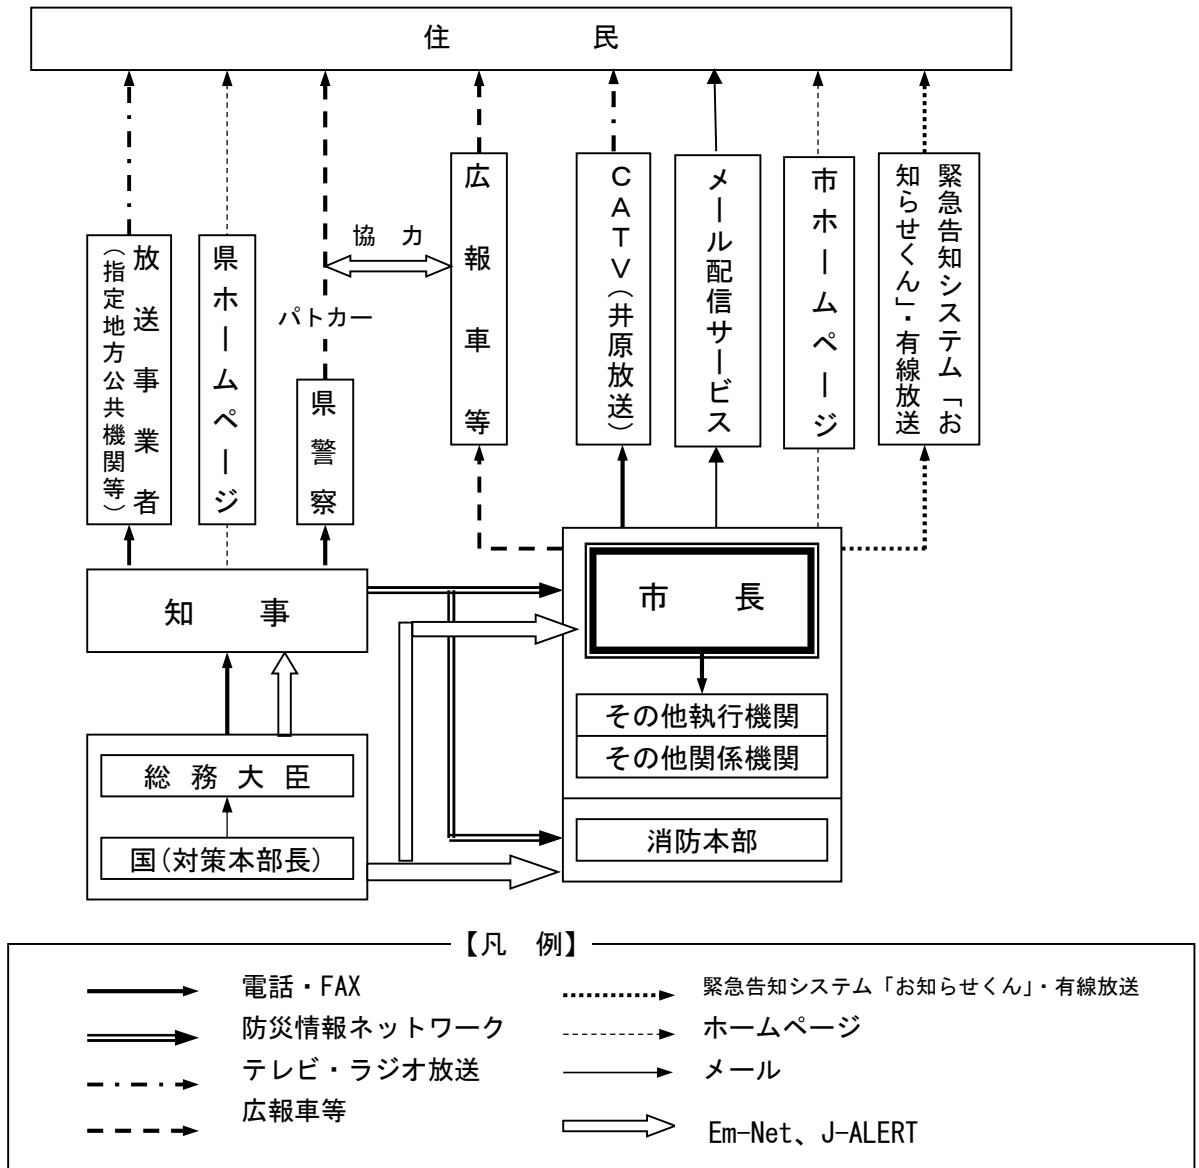 住　　　　民
協　力
パトカー
放送事業者
（指定地方公共機関等）
県ホームページ
県警察
広報車等
ＣＡＴＶ（井原放送）
メール配信サービス
市ホームページ
緊急告知システム「お
知らせくん」・有線放送
知　　事
市　　長
その他執行機関
その他関係機関
総務大臣
国(対策本部長)
消防本部
【凡　例】
電話・FAX
防災情報ネットワーク
テレビ・ラジオ放送
広報車等
緊急告知システム「お知らせくん」・有線放送
ホームページ
メール
Em-Net、J-ALERT